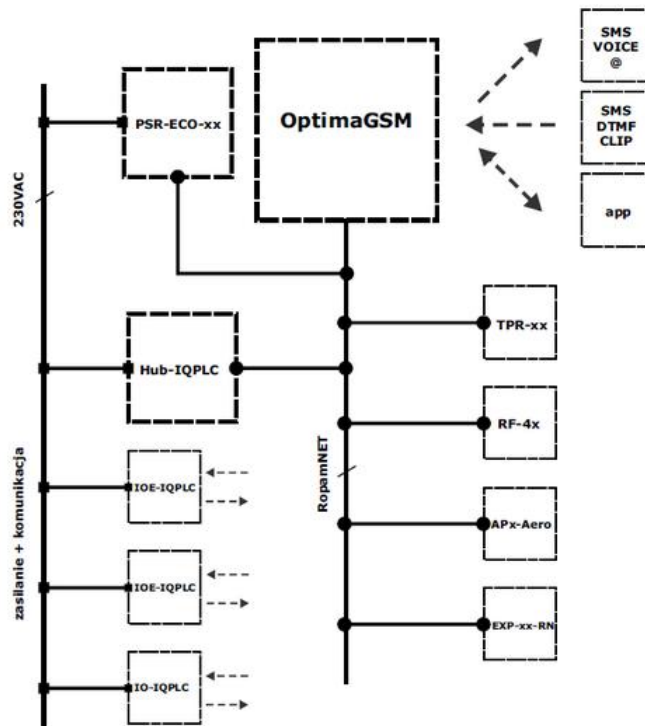 SMS
VOICE
@
PSR-ECO-xx
OptimaGSM
SMS
DTMF
CLIP
app
230VAC
TPR-xx
Hub-IQPLC
RF-4x
RopamNET
zasilanie + komunikacja
IOE-IQPLC
APx-Aero
IOE-IQPLC
EXP-xx-RN
IO-IQPLC